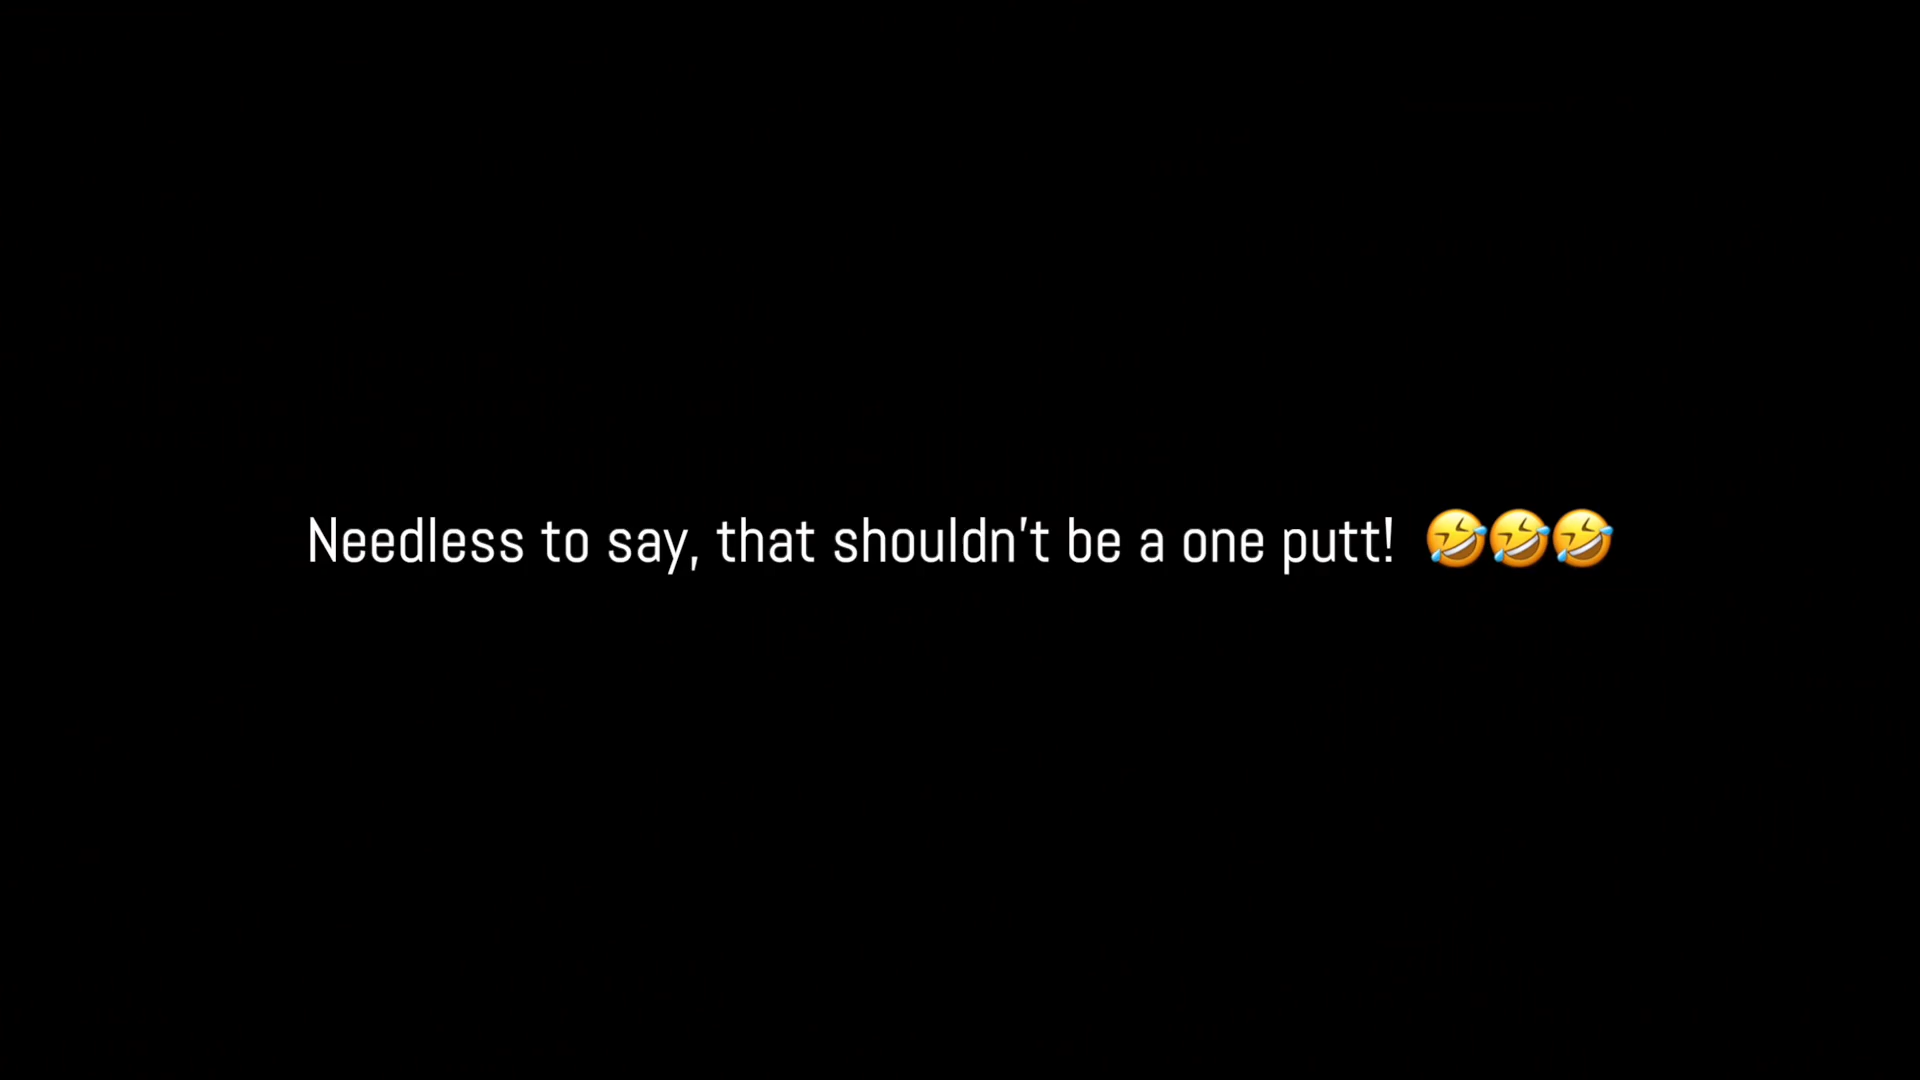 Needless to say, that shouldn't be a one putt! 🤣🤣🤣